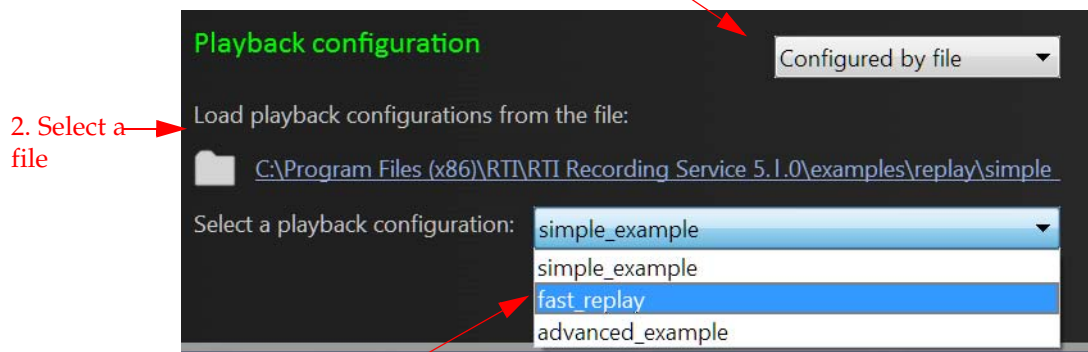 Playback configuration
Configured by file
2. Select a file
Load playback configurations from the file:
C:\Program Files (x86)\RTI\RTI Recording Service 5.1.0\examples\replay\simple_
Select a playback configuration:
simple_example
simple_example
fast_replay
advanced_example